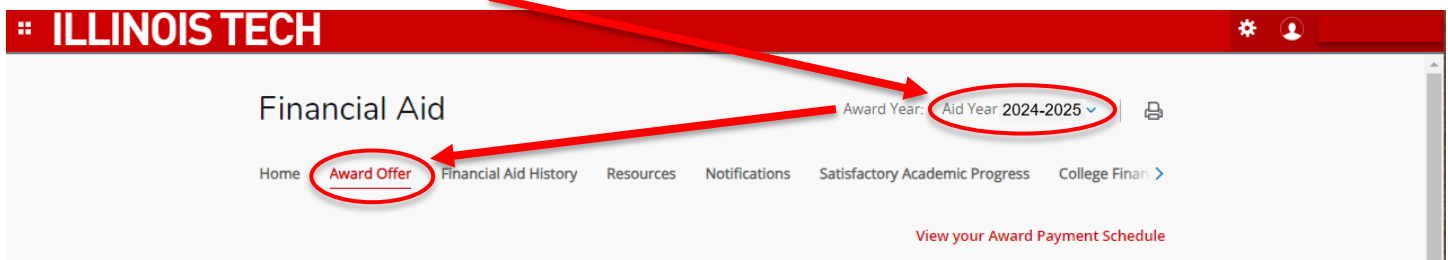 ILLINOIS TECH
Financial Aid
Award Year: Aid Year 2024-2025
Home Award Offer Financial Aid History Resources Notifications Satisfactory Academic Progress College Finan
View your Award Payment Schedule